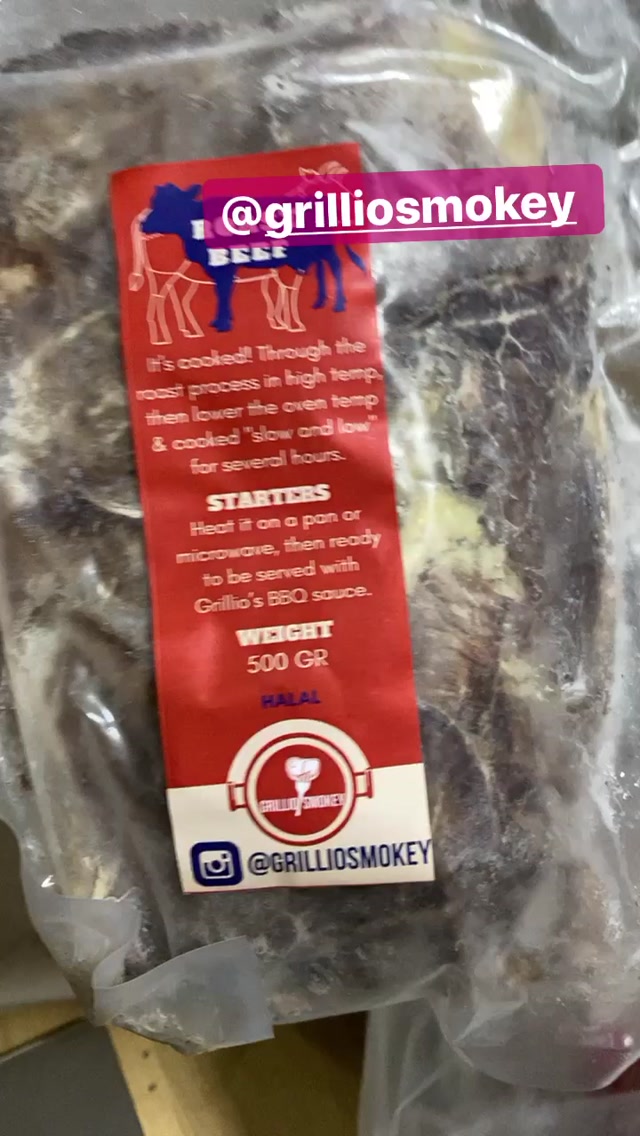 @grilliosmokey
BEEF
It's cooked! Through the
roast process in high temp,
then lower the oven temp
& cooked "slow and low"
for several hours.
STARTERS
Heat it on a pan or
microwave, then ready
to be served with
Grillio's BBQ sauce.
WEIGHT
500 GR
HALAL
GRILLIO SMOKEY
@GRILLIOSMOKEY